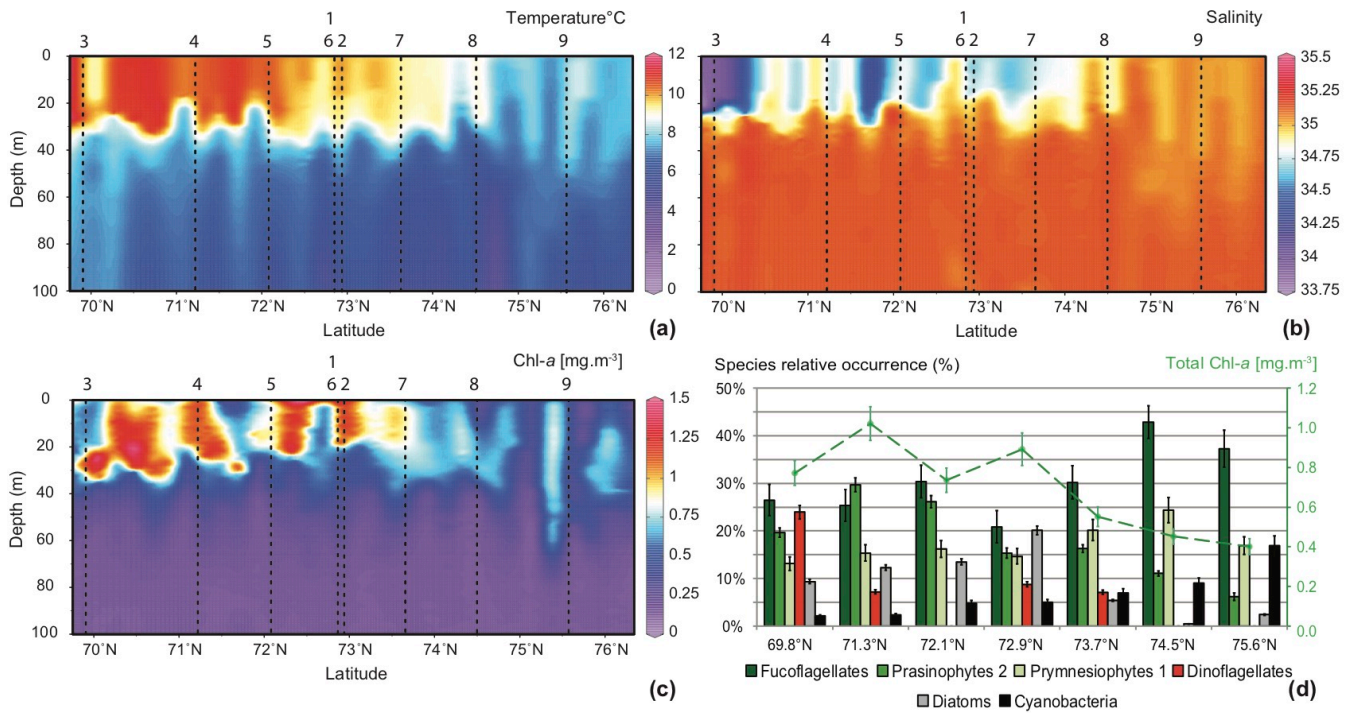 1 Temperature°C
3 4 5 6 2 7 8 9
0
20
40
60
80
100
Depth (m)
12
10
8
6
4
2
0
70°N 71°N 72°N 73°N 74°N 75°N 76°N
Latitude
(a)
1 Salinity
3 4 5 6 2 7 8 9
35.5
35.25
35
34.75
34.5
34.25
34
33.75
70°N 71°N 72°N 73°N 74°N 75°N 76°N
Latitude
(b)
1 Chl-a [mg.m-3]
3 4 5 6 2 7 8 9
0
20
40
60
80
100
Depth (m)
1.5
1.25
1
0.75
0.5
0.25
0
70°N 71°N 72°N 73°N 74°N 75°N 76°N
Latitude
(c)
Species relative occurrence (%) Total Chl-a [mg.m-3]
50%
40%
30%
20%
10%
0%
1.2
1.0
0.8
0.6
0.4
0.2
0.0
69.8°N 71.3°N 72.1°N 72.9°N 73.7°N 74.5°N 75.6°N
Fucoflagellates Prasinophytes 2 Prymnesiophytes 1 Dinoflagellates
Diatoms Cyanobacteria
(d)